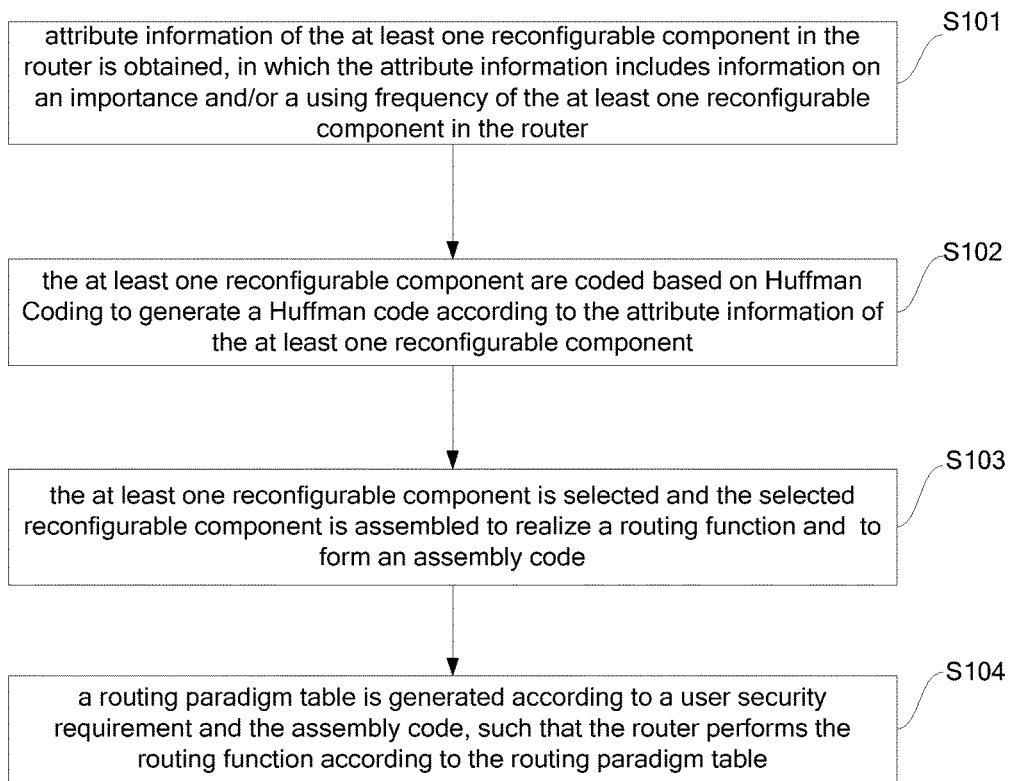 S101
attribute information of the at least one reconfigurable component in the
router is obtained, in which the attribute information includes information on
an importance and/or a using frequency of the at least one reconfigurable
component in the router
S102
the at least one reconfigurable component are coded based on Huffman
Coding to generate a Huffman code according to the attribute information of
the at least one reconfigurable component
S103
the at least one reconfigurable component is selected and the selected
reconfigurable component is assembled to realize a routing function and to
form an assembly code
S104
a routing paradigm table is generated according to a user security
requirement and the assembly code, such that the router performs the
routing function according to the routing paradigm table